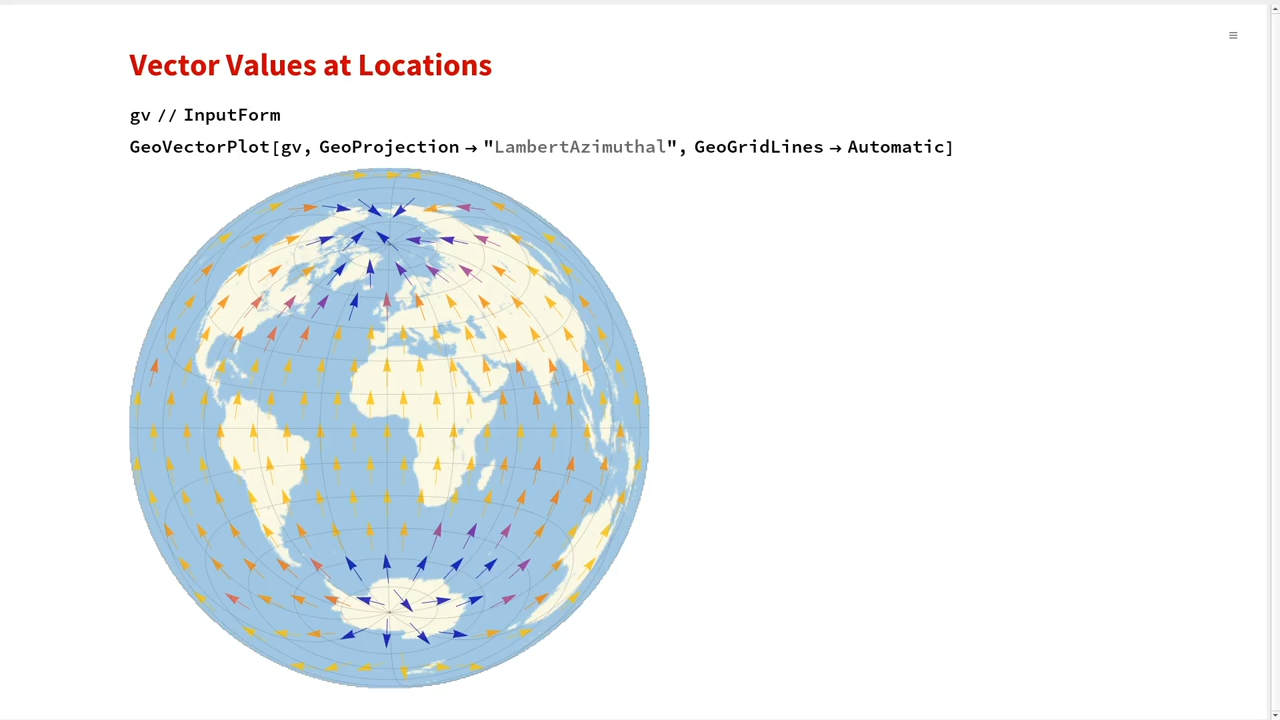 Vector Values at Locations
gv // InputForm
GeoVectorPlot[gv, GeoProjection → "LambertAzimuthal", GeoGridLines → Automatic]